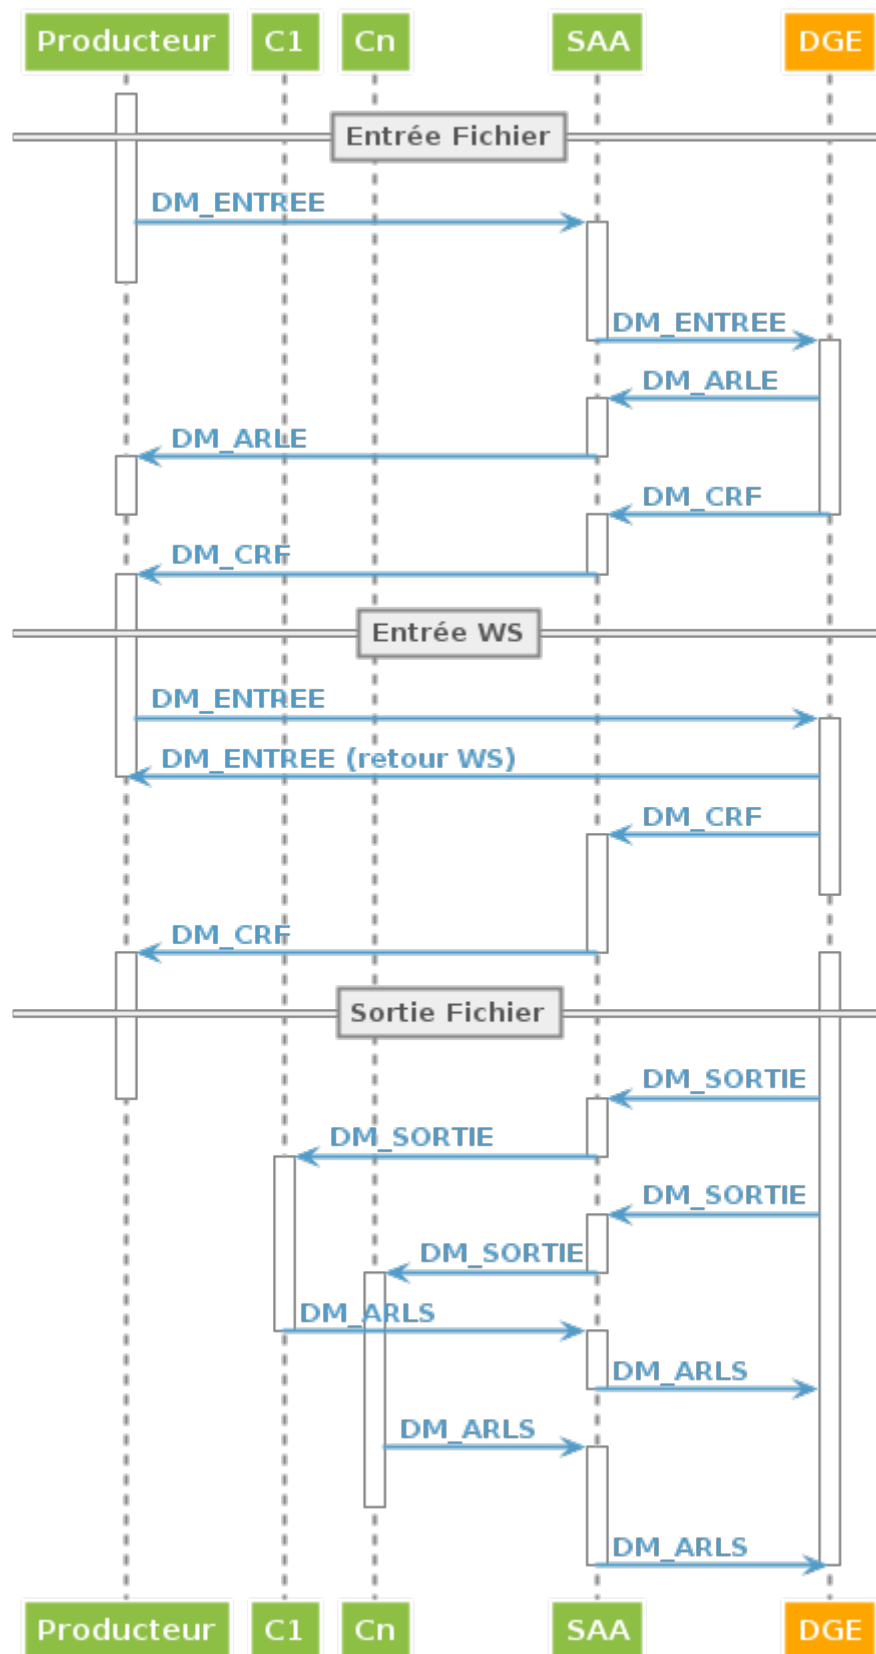 Producteur C1 Cn SAA DGE
Entrée Fichier
DM_ENTREE
DM_ENTREE
DM_ARLE
DM_ARLE
DM_CRF
DM_CRF
Entrée WS
DM_ENTREE
DM_ENTREE (retour WS)
DM_CRF
DM_CRF
Sortie Fichier
DM_SORTIE
DM_SORTIE
DM_SORTIE
DM_SORTIE
DM_ARLS
DM_ARLS
DM_ARLS
DM_ARLS
Producteur C1 Cn SAA DGE